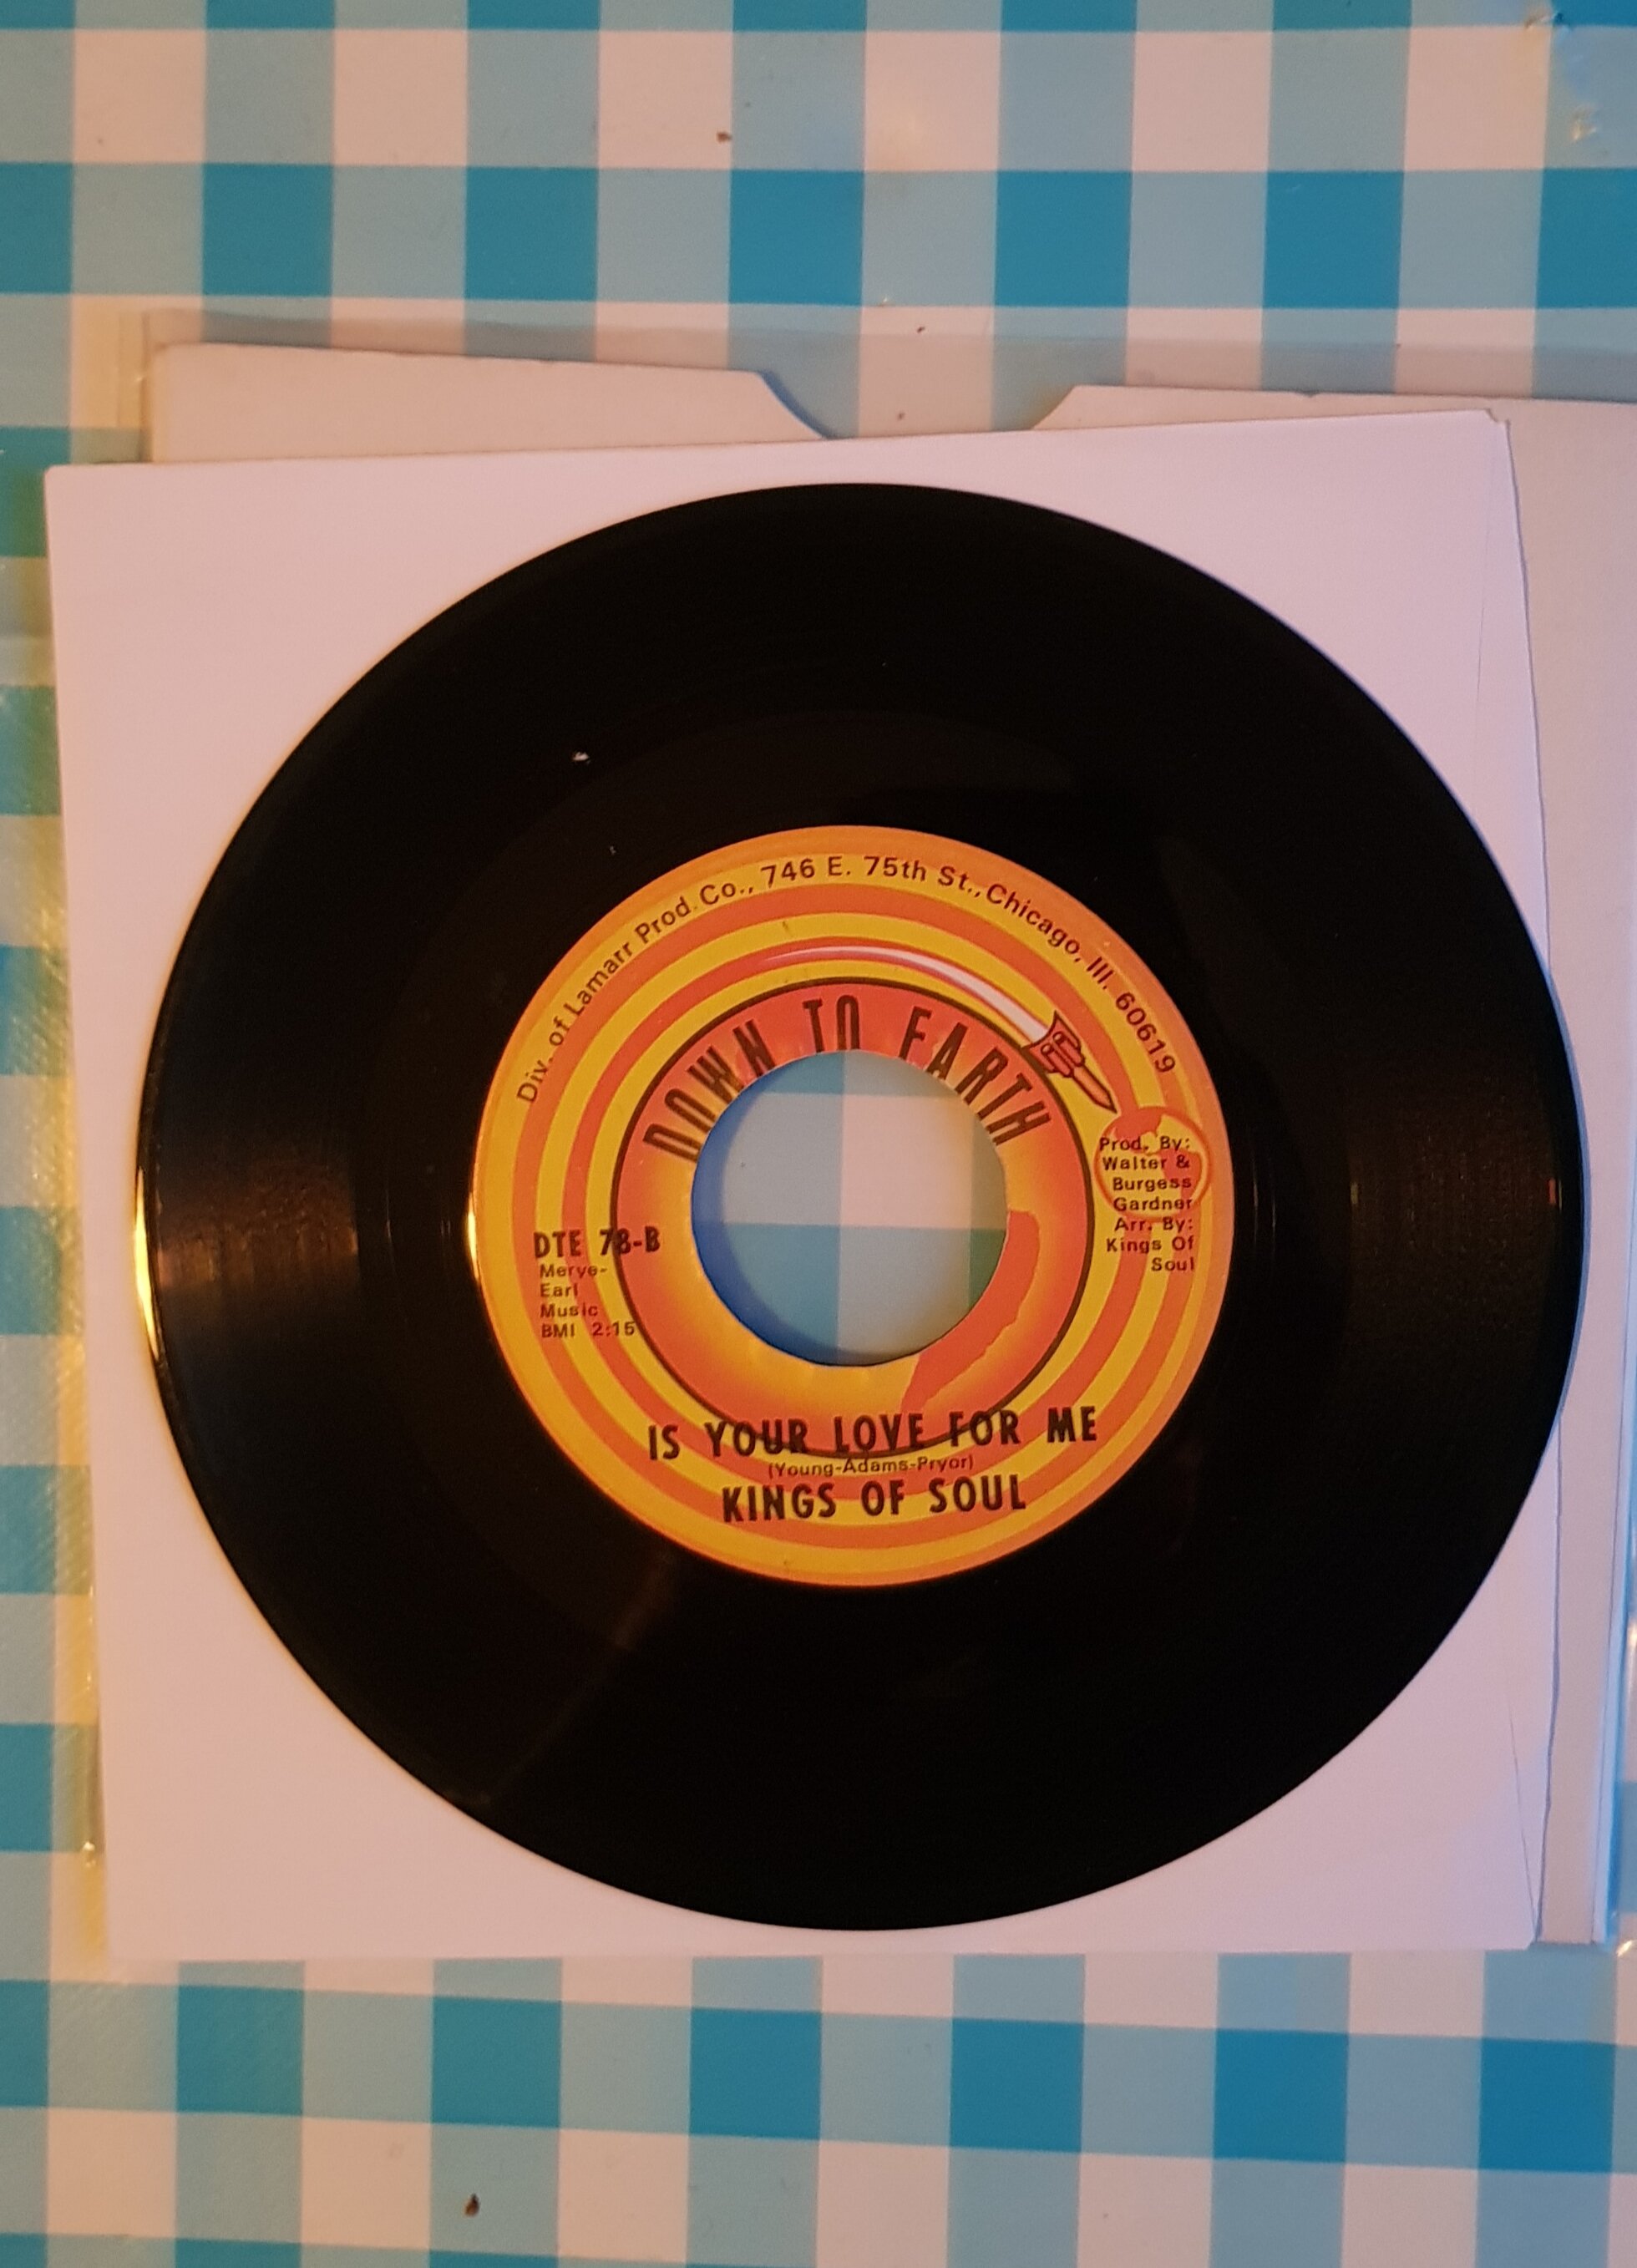 Div. of Lamarr Prod. Co., 746 E. 75th St., Chicago, Ill. 60619
DOWN TO EARTH
Prod. By:
Walter &
Burgess
Gardner
Arr. By:
Kings Of
Soul
DTE 78-B
Merye-
Earl
Music
BMI 2:15
IS YOUR LOVE FOR ME
(Young-Adams-Pryor)
KINGS OF SOUL